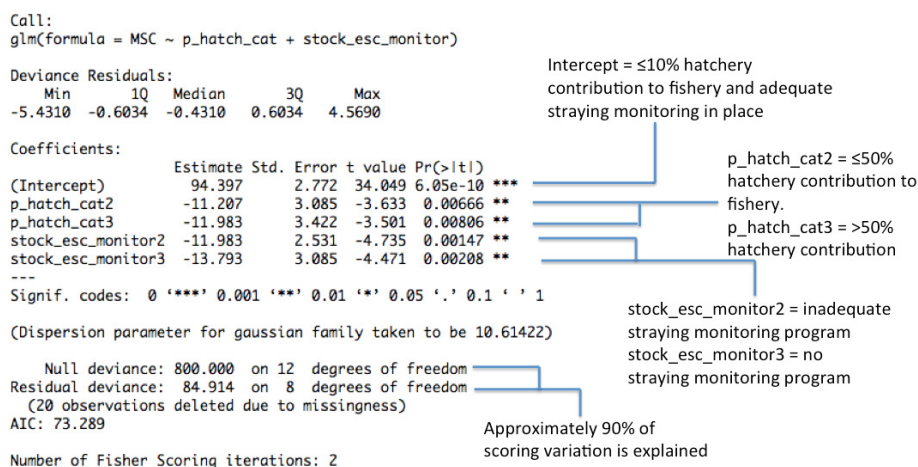 Call:
glm(formula = MSC ~ p_hatch_cat + stock_esc_monitor)
Deviance Residuals:
Min 1Q Median 3Q Max
-5.4310 -0.6034 -0.4310 0.6034 4.5690
Coefficients:
Estimate Std. Error t value Pr(>|t|)
(Intercept) 94.397 2.772 34.049 6.05e-10 ***
p_hatch_cat2 -11.207 3.085 -3.633 0.00666 **
p_hatch_cat3 -11.983 3.422 -3.501 0.00806 **
stock_esc_monitor2 -11.983 2.531 -4.735 0.00147 **
stock_esc_monitor3 -13.793 3.085 -4.471 0.00208 **
---
Signif. codes: 0 ‘***’ 0.001 ‘**’ 0.01 ‘*’ 0.05 ‘.’ 0.1 ‘ ’ 1
(Dispersion parameter for gaussian family taken to be 10.61422)
Null deviance: 800.000 on 12 degrees of freedom
Residual deviance: 84.914 on 8 degrees of freedom
(20 observations deleted due to missingness)
AIC: 73.289
Number of Fisher Scoring iterations: 2
Intercept = ≤10% hatchery
contribution to fishery and adequate
straying monitoring in place
p_hatch_cat2 = ≤50%
hatchery contribution to
fishery.
p_hatch_cat3 = >50%
hatchery contribution
stock_esc_monitor2 = inadequate
straying monitoring program
stock_esc_monitor3 = no
straying monitoring program
Approximately 90% of
scoring variation is explained